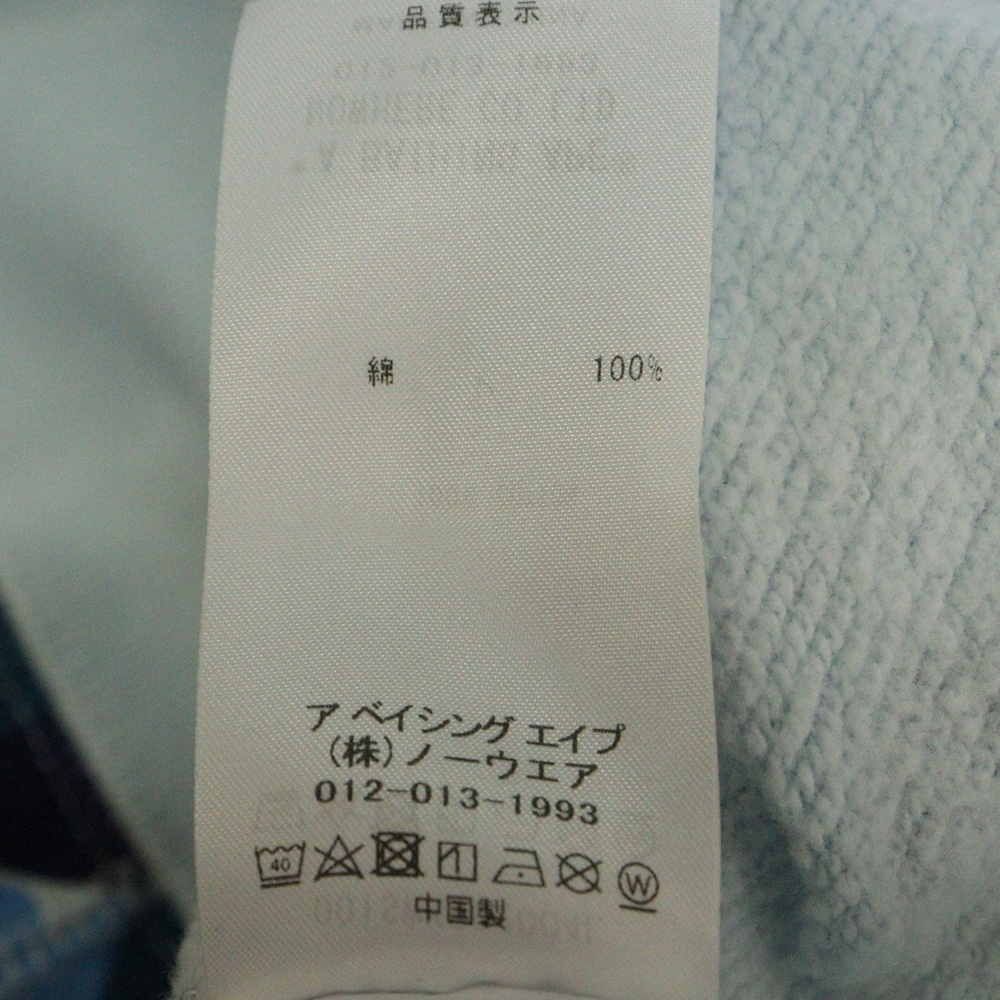 品質表示
綿 100%
ア ベイシング エイプ
(株)ノーウエア
012-013-1993
40 W
中国製